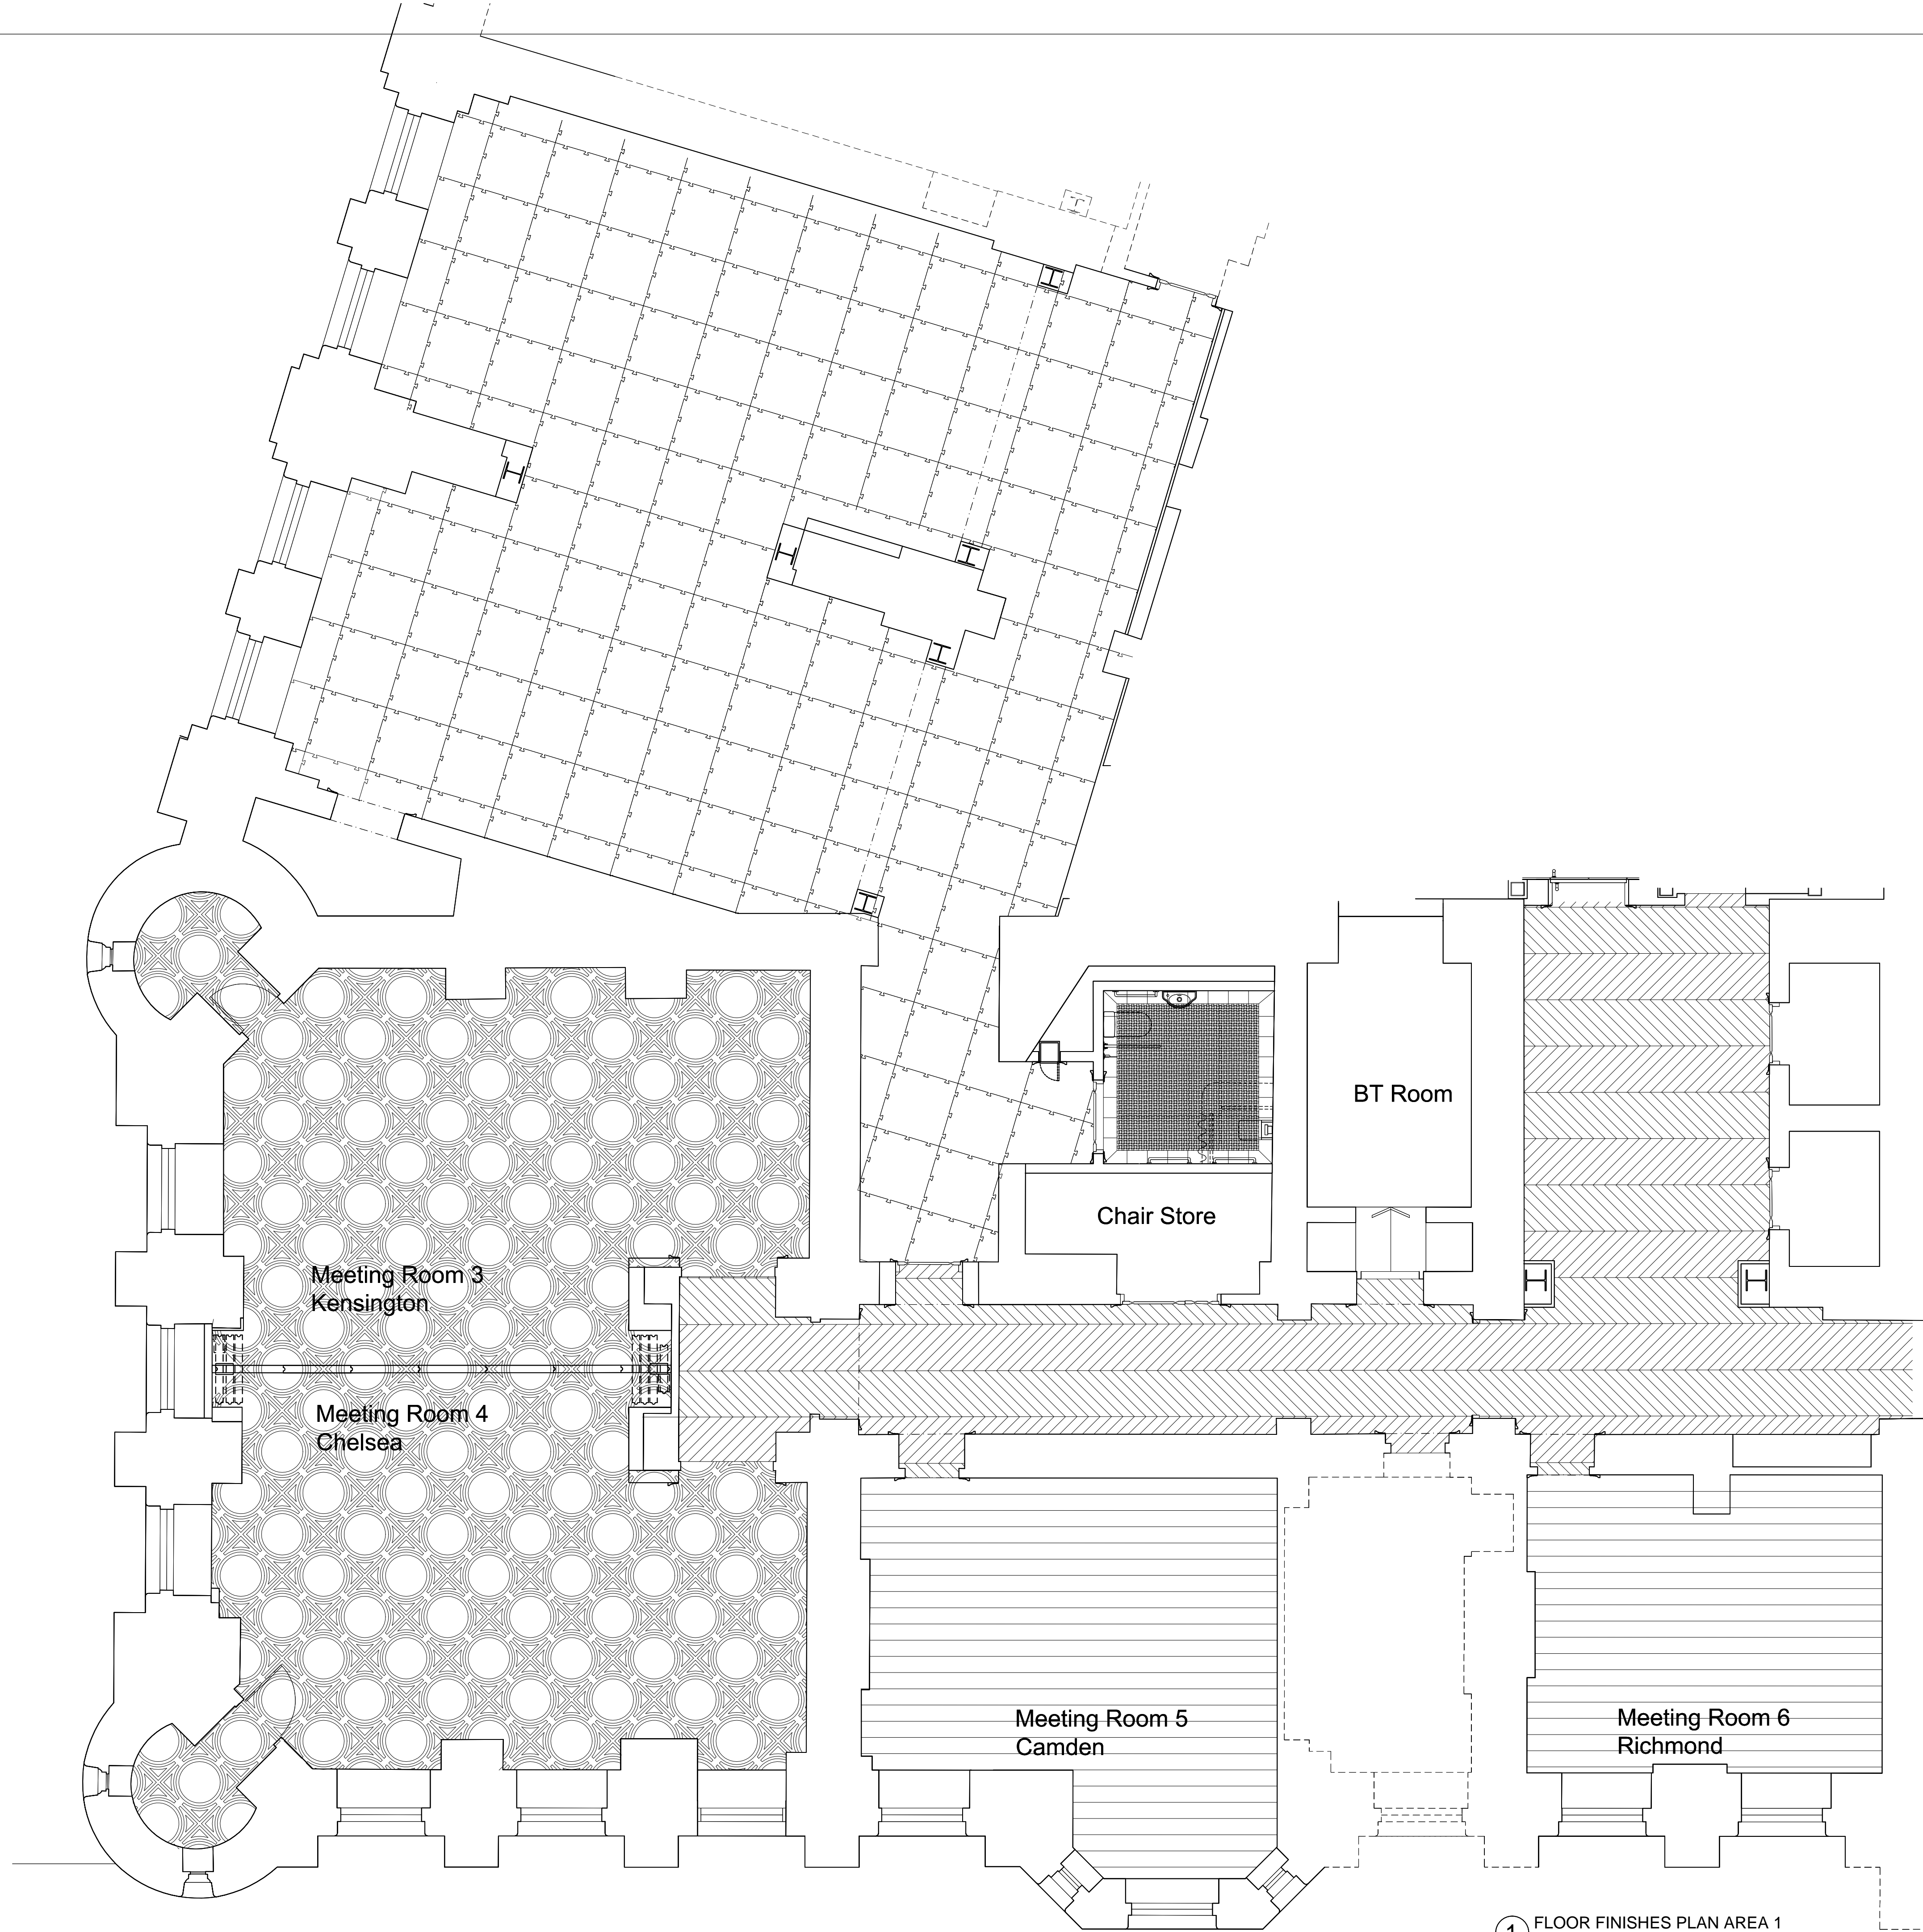 BT Room
Chair Store
Meeting Room 3
Kensington
Meeting Room 4
Chelsea
Meeting Room 5
Camden
Meeting Room 6
Richmond
1 FLOOR FINISHES PLAN AREA 1